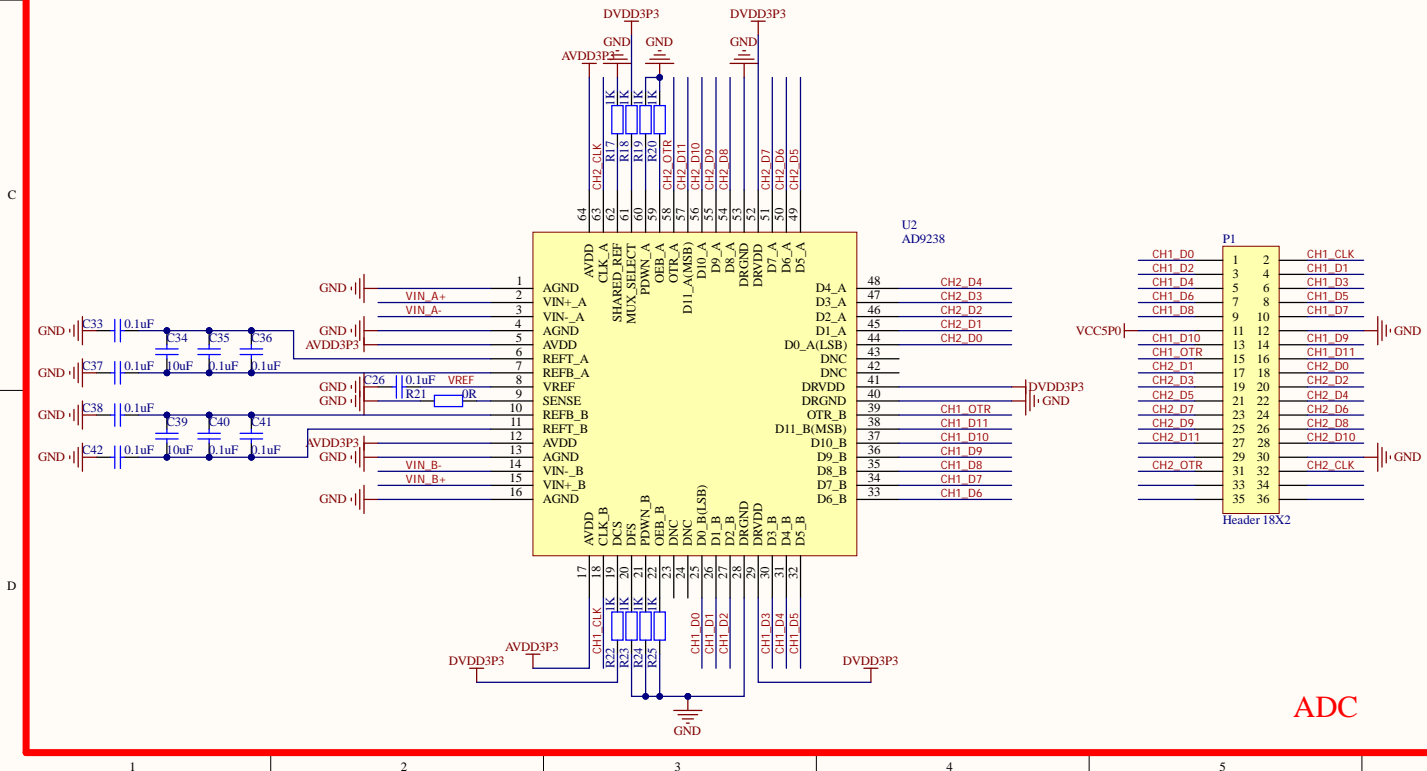 DVDD3P3
DVDD3P3
GND
GND
GND
AVDD3P3
1K
1K
1K
1K
R17
R18
R19
R20
CH2_CLK
CH2_OTR
CH2_D11
CH2_D10
CH2_D9
CH2_D8
CH2_D7
CH2_D6
CH2_D5
64
63
62
61
60
59
58
57
56
55
54
53
52
51
50
49
AVDD
CLK_A
SHARED_REF
MUX_SELECT
PDWN_A
OEB_A
OTR_A
D11_A(MSB)
D10_A
D9_A
D8_A
DRGND
DRVDD
D7_A
D6_A
D5_A
U2
AD9238
C
GND
VIN_A+
VIN_A-
GND C33 0.1uF
GND
AVDD3P3
C34 C35 C36
GND C37 0.1uF 10uF 0.1uF 0.1uF
GND C26 0.1uF VREF
GND R21 0R
GND C38 0.1uF
C39 C40 C41
AVDD3P3
GND C42 0.1uF 10uF 0.1uF 0.1uF
GND
VIN_B-
VIN_B+
GND
1 AGND
2 VIN+_A
3 VIN-_A
4 AGND
5 AVDD
6 REFT_A
7 REFB_A
8 VREF
9 SENSE
10 REFB_B
11 REFT_B
12 AVDD
13 AGND
14 VIN-_B
15 VIN+_B
16 AGND
D4_A 48 CH2_D4
D3_A 47 CH2_D3
D2_A 46 CH2_D2
D1_A 45 CH2_D1
D0_A(LSB) 44 CH2_D0
DNC 43
DNC 42
DRVDD 41 DVDD3P3
DRGND 40 GND
OTR_B 39 CH1_OTR
D11_B(MSB) 38 CH1_D11
D10_B 37 CH1_D10
D9_B 36 CH1_D9
D8_B 35 CH1_D8
D7_B 34 CH1_D7
D6_B 33 CH1_D6
AVDD
CLK_B
DCS
DFS
PDWN_B
OEB_B
DNC
DNC
D0_B(LSB)
D1_B
D2_B
DRGND
DRVDD
D3_B
D4_B
D5_B
17
18
19
20
21
22
23
24
25
26
27
28
29
30
31
32
CH1_CLK
1K
1K
1K
1K
R22
R23
R24
R25
CH1_D0
CH1_D1
CH1_D2
CH1_D3
CH1_D4
CH1_D5
AVDD3P3
DVDD3P3
DVDD3P3
GND
P1
CH1_D0 1 2 CH1_CLK
CH1_D2 3 4 CH1_D1
CH1_D4 5 6 CH1_D3
CH1_D6 7 8 CH1_D5
CH1_D8 9 10 CH1_D7
VCC5P0 11 12 GND
CH1_D10 13 14 CH1_D9
CH1_OTR 15 16 CH1_D11
CH2_D1 17 18 CH2_D0
CH2_D3 19 20 CH2_D2
CH2_D5 21 22 CH2_D4
CH2_D7 23 24 CH2_D6
CH2_D9 25 26 CH2_D8
CH2_D11 27 28 CH2_D10
29 30 GND
CH2_OTR 31 32 CH2_CLK
33 34
35 36
Header 18X2
D
ADC
1 2 3 4 5